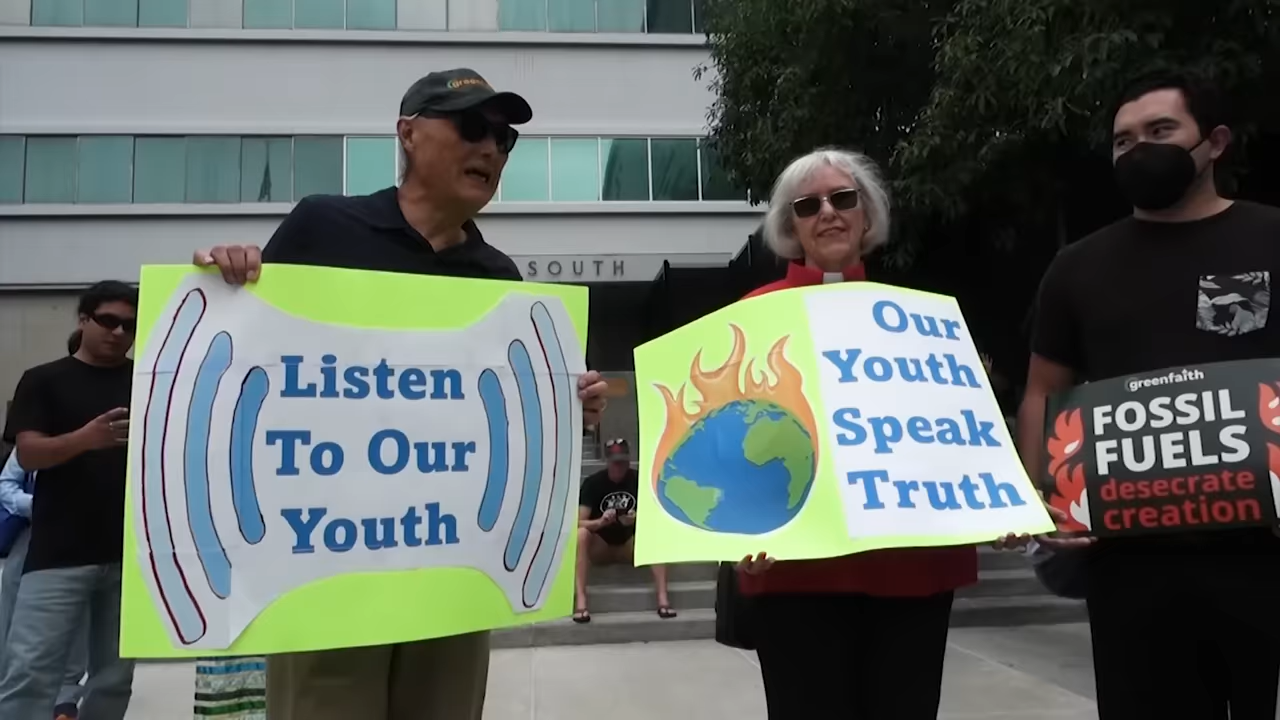 SOUTH
Listen
To Our
Youth
Our
Youth
Speak
Truth
greenfaith
FOSSIL
FUELS
desecrate
creation